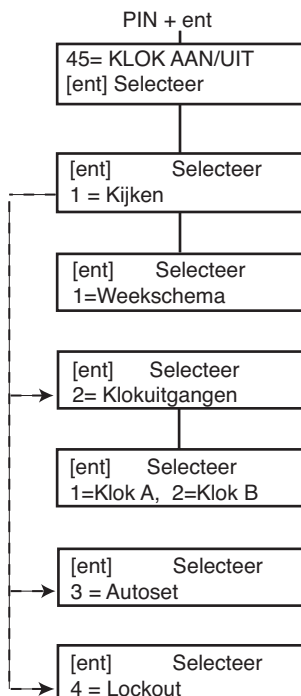 PIN + ent
45= KLOK AAN/UIT
[ent] Selecteer
[ent] Selecteer
1 = Kijken
[ent] Selecteer
1=Weekschema
[ent] Selecteer
2= Klokuitgangen
[ent] Selecteer
1=Klok A, 2=Klok B
[ent] Selecteer
3 = Autoset
[ent] Selecteer
4 = Lockout